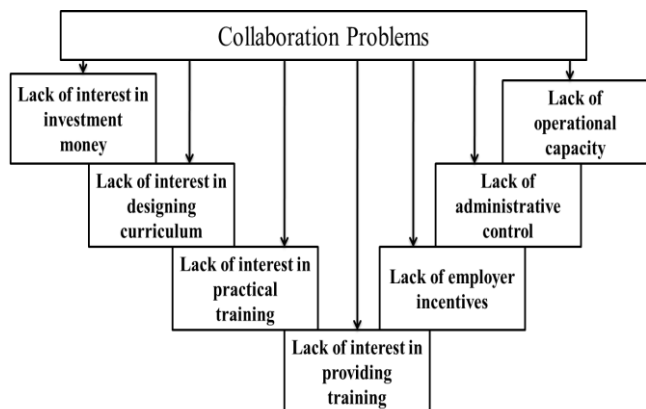 Collaboration Problems
Lack of interest in
investment
money
Lack of interest in
designing
curriculum
Lack of interest in
practical
training
Lack of interest in
providing training
Lack of employer
incentives
Lack of
administrative
control
Lack of
operational
capacity